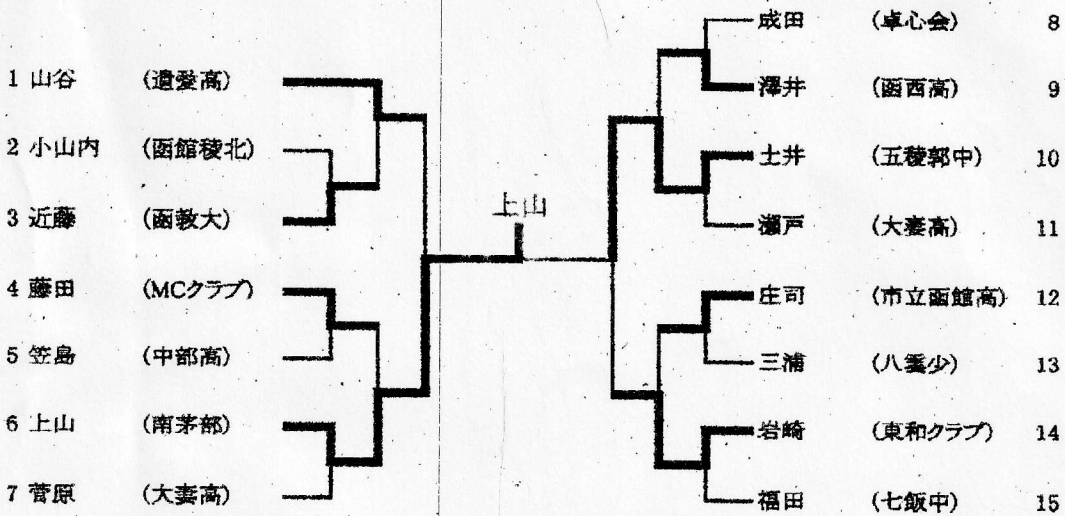 1 山谷 (遺愛高)
2 小山内 (函館稜北)
3 近藤 (函教大)
4 藤田 (MCクラブ)
5 笠島 (中部高)
6 上山 (南茅部)
7 菅原 (大妻高)
上山
成田 (卓心会) 8
澤井 (函西高) 9
土井 (五稜郭中) 10
瀬戸 (大妻高) 11
庄司 (市立函館高) 12
三浦 (八雲少) 13
岩崎 (東和クラブ) 14
福田 (七飯中) 15